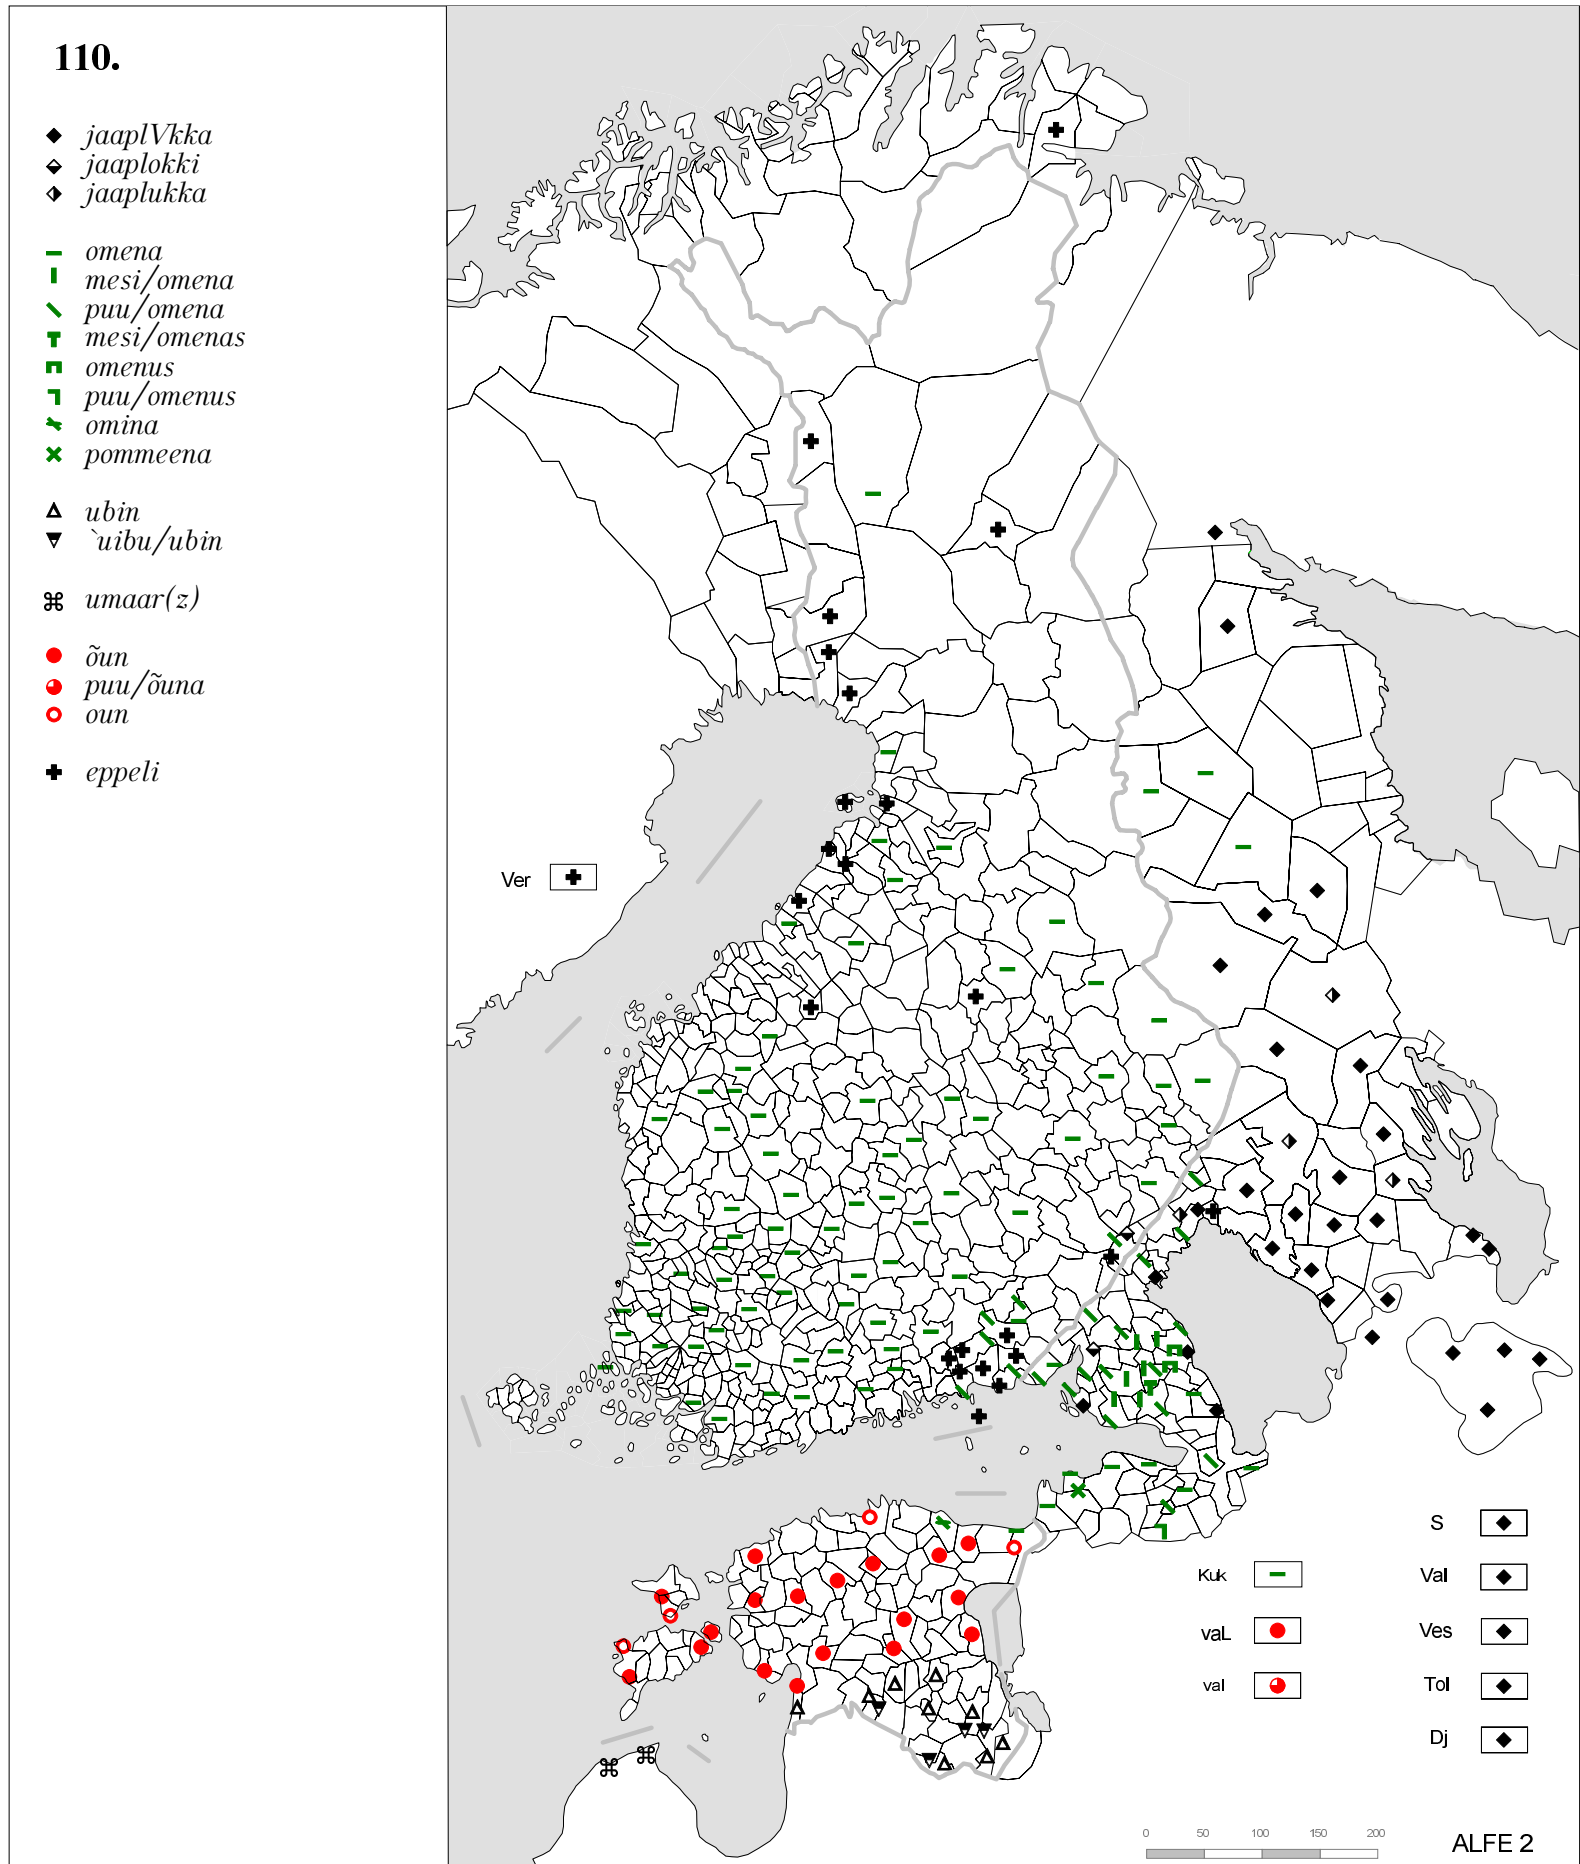 110.
jaaplVkka
jaaplokki
jaaplukka
omena
mesi/omena
puu/omena
mesi/omenas
omenus
puu/omenus
omina
pommeena
ubin
`uibu/ubin
umaar(z)
õun
puu/õuna
oun
eppeli
Ver
S
Kuk
Val
vaL
Ves
val
Tol
Dj
0 50 100 150 200
ALFE 2